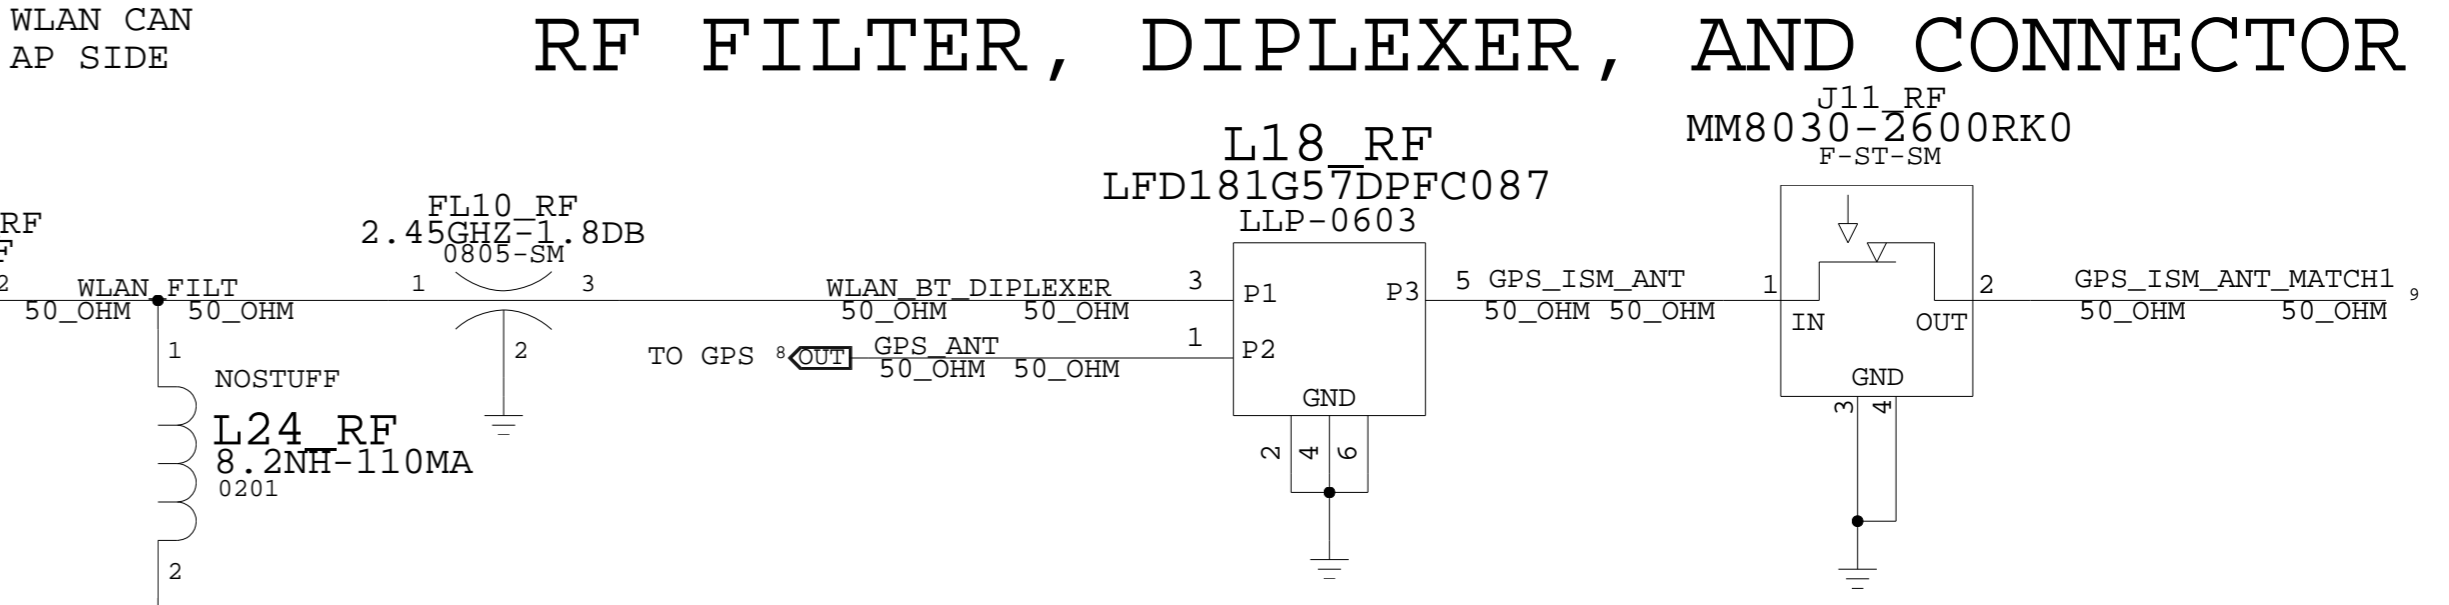 WLAN CAN
AP SIDE
RF FILTER, DIPLEXER, AND CONNECTOR
J11_RF
MM8030-2600RK0
F-ST-SM
L18_RF
LFD181G57DPFC087
LLP-0603
FL10_RF
2.45GHZ-1.8DB
0805-SM
RF
2
WLAN_FILT
50_OHM 50_OHM
1
3
2
WLAN_BT_DIPLEXER
50_OHM 50_OHM
3
P1
P3
5
GPS_ISM_ANT
50_OHM 50_OHM
1
IN
OUT
2
GPS_ISM_ANT_MATCH1
9
50_OHM 50_OHM
TO GPS 8 OUT
GPS_ANT
50_OHM 50_OHM
1
P2
GND
2 4 6
GND
3 4
1
NOSTUFF
L24_RF
8.2NH-110MA
0201
2